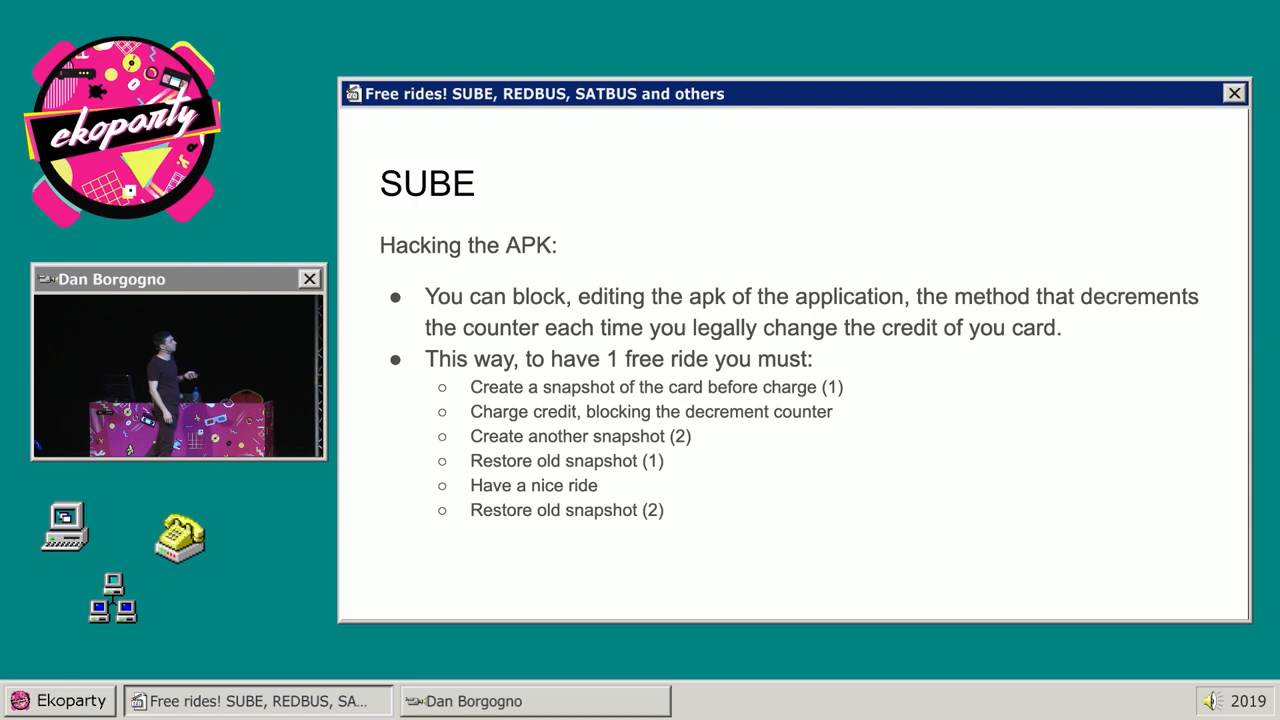 ekoparty
Free rides! SUBE, REDBUS, SATBUS and others
SUBE
Hacking the APK:
● You can block, editing the apk of the application, the method that decrements
the counter each time you legally change the credit of you card.
● This way, to have 1 free ride you must:
○ Create a snapshot of the card before charge (1)
○ Charge credit, blocking the decrement counter
○ Create another snapshot (2)
○ Restore old snapshot (1)
○ Have a nice ride
○ Restore old snapshot (2)
Dan Borgogno
Ekoparty
Free rides! SUBE, REDBUS, SA...
Dan Borgogno
2019